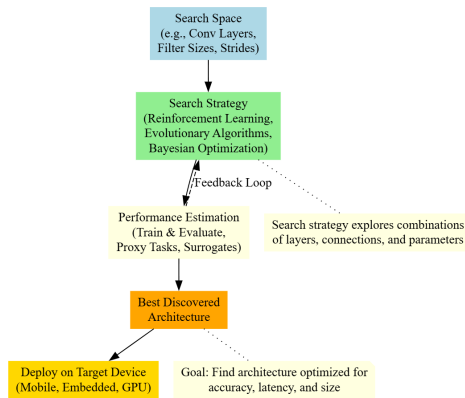 Search Space
(e.g., Conv Layers,
Filter Sizes, Strides)
Search Strategy
(Reinforcement Learning,
Evolutionary Algorithms,
Bayesian Optimization)
Feedback Loop
Performance Estimation
(Train & Evaluate,
Proxy Tasks, Surrogates)
Search strategy explores combinations
of layers, connections, and parameters
Best Discovered
Architecture
Deploy on Target Device
(Mobile, Embedded, GPU)
Goal: Find architecture optimized for
accuracy, latency, and size